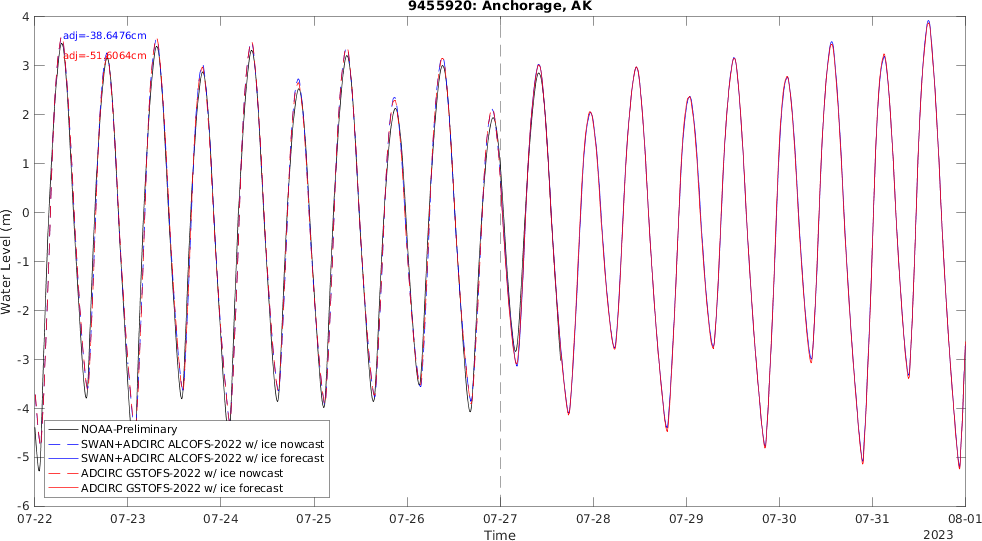 9455920: Anchorage, AK
adj=-38.6476cm
adj=-51.6064cm
4
3
2
1
0
-1
-2
-3
-4
-5
-6
Water Level (m)
NOAA-Preliminary
SWAN+ADCIRC ALCOFS-2022 w/ ice nowcast
SWAN+ADCIRC ALCOFS-2022 w/ ice forecast
ADCIRC GSTOFS-2022 w/ ice nowcast
ADCIRC GSTOFS-2022 w/ ice forecast
07-22 07-23 07-24 07-25 07-26 07-27 07-28 07-29 07-30 07-31 08-01
Time
2023